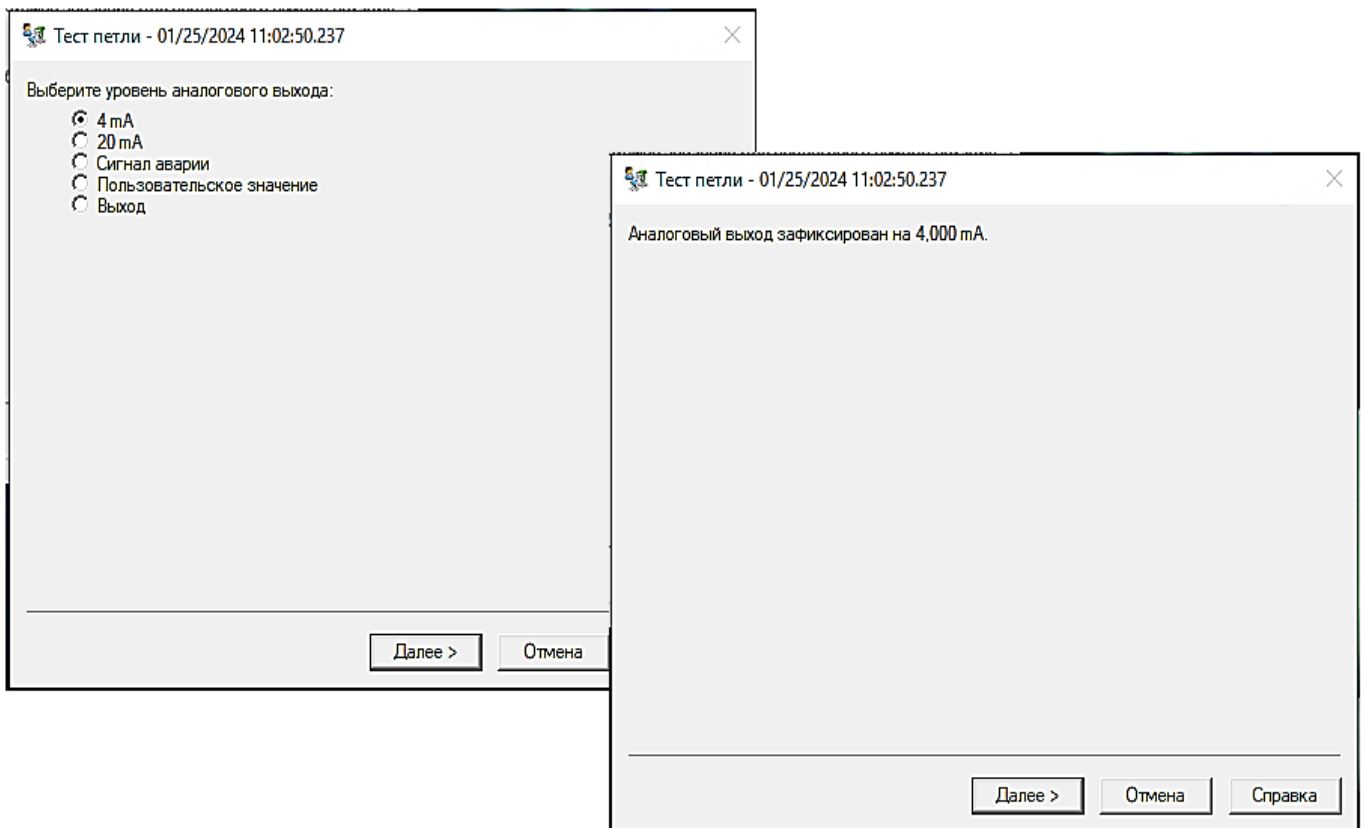 Тест петли - 01/25/2024 11:02:50.237
Выберите уровень аналогового выхода:
4 mA
20 mA
Сигнал аварии
Пользовательское значение
Выход
Далее >
Отмена
Тест петли - 01/25/2024 11:02:50.237
Аналоговый выход зафиксирован на 4,000 mA.
Далее >
Отмена
Справка